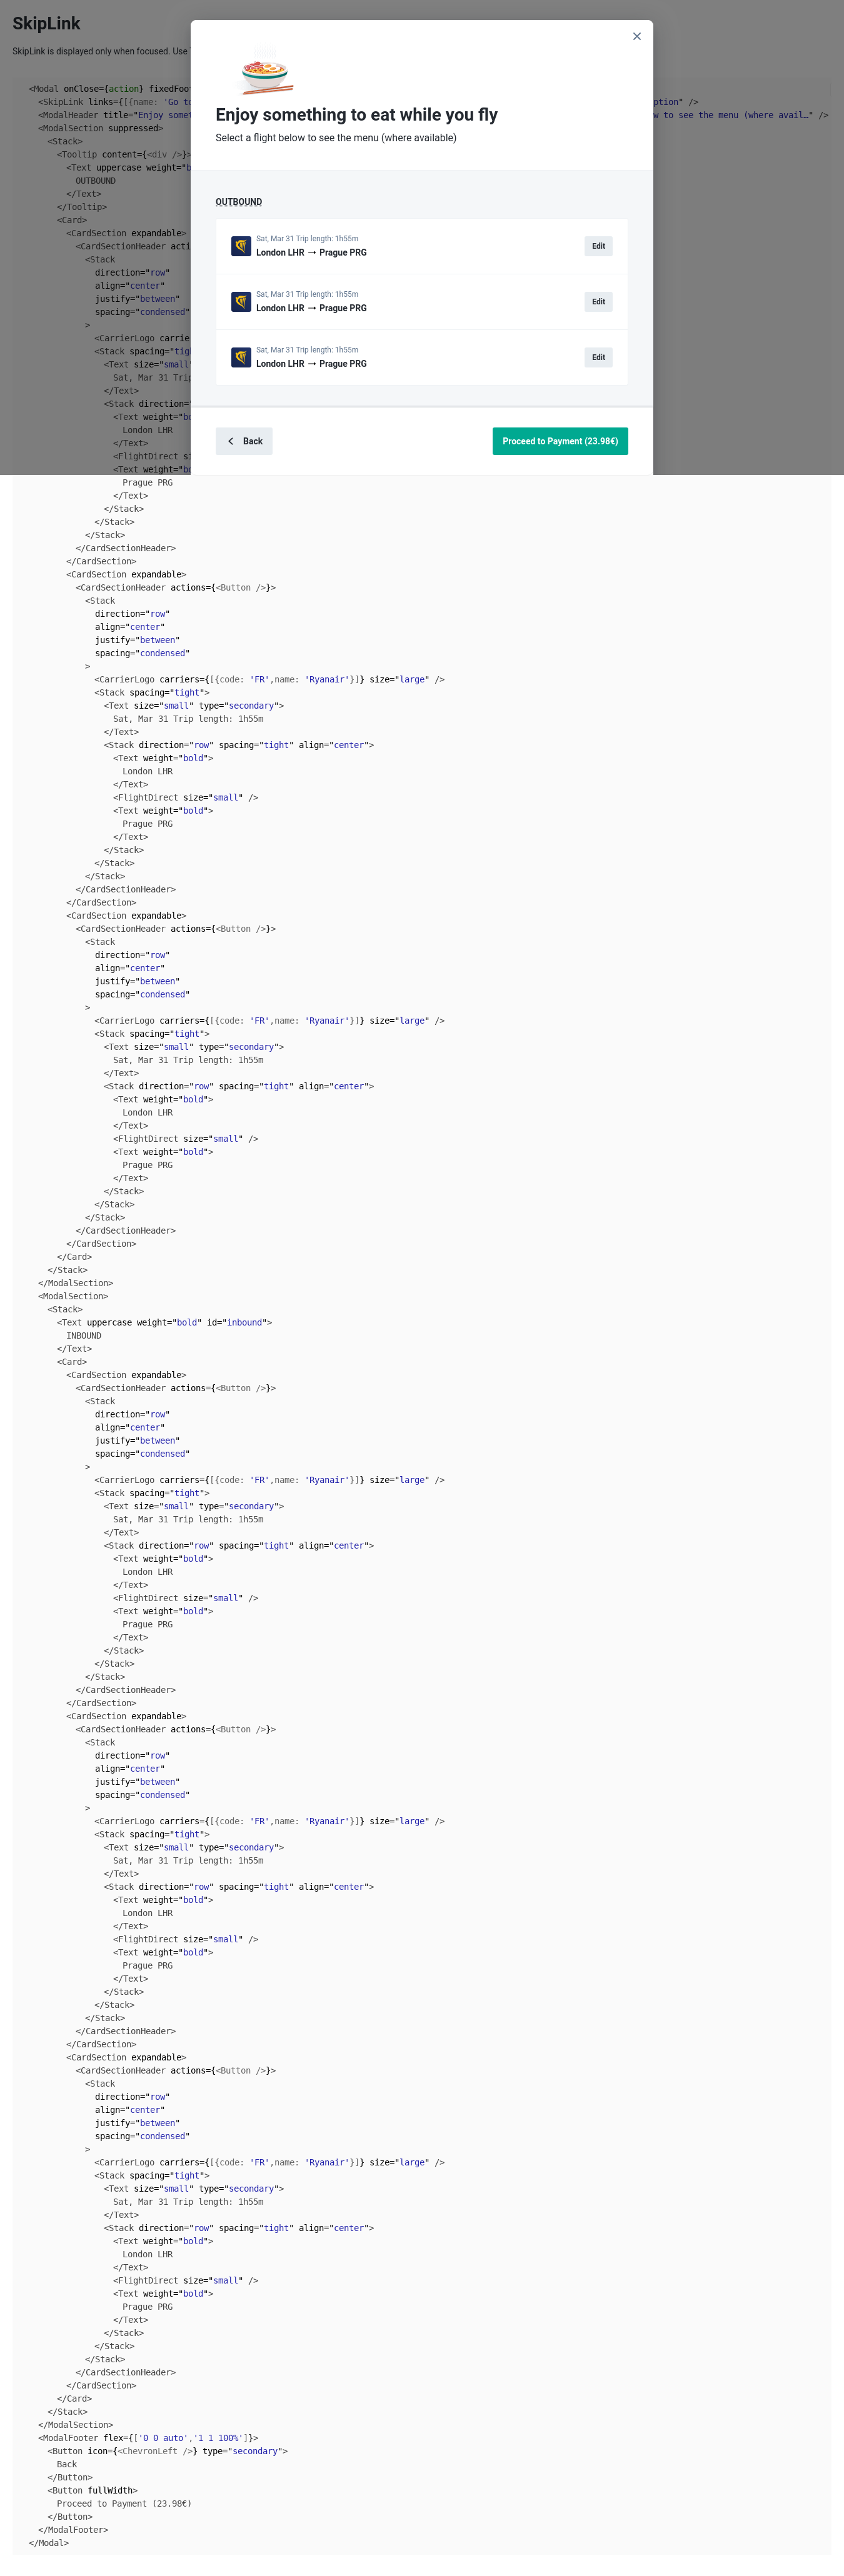 SkipLink
SkipLink is displayed only when focused. Use
<Modal onClose={action} fixedFoot
<SkipLink links={[{name: 'Go to
ption" />
<ModalHeader title="Enjoy somet
w to see the menu (where avail…" />
<ModalSection suppressed>
<Stack>
<Tooltip content={<div />}>
<Text uppercase weight="b
OUTBOUND
</Text>
</Tooltip>
<Card>
<CardSection expandable>
<CardSectionHeader acti
<Stack
direction="row"
align="center"
justify="between"
spacing="condensed"
>
<CarrierLogo carrie
<Stack spacing="tig
<Text size="small"
Sat, Mar 31 Trip
</Text>
<Stack direction="
<Text weight="bo
London LHR
</Text>
<FlightDirect si
<Text weight="bo
Enjoy something to eat while you fly
Select a flight below to see the menu (where available)
OUTBOUND
Sat, Mar 31 Trip length: 1h55m
London LHR → Prague PRG
Edit
Sat, Mar 31 Trip length: 1h55m
London LHR → Prague PRG
Edit
Sat, Mar 31 Trip length: 1h55m
London LHR → Prague PRG
Edit
Back
Proceed to Payment (23.98€)
Prague PRG
</Text>
</Stack>
</Stack>
</Stack>
</CardSectionHeader>
</CardSection>
<CardSection expandable>
<CardSectionHeader actions={<Button />}>
<Stack
direction="row"
align="center"
justify="between"
spacing="condensed"
>
<CarrierLogo carriers={[{code: 'FR',name: 'Ryanair'}]} size="large" />
<Stack spacing="tight">
<Text size="small" type="secondary">
Sat, Mar 31 Trip length: 1h55m
</Text>
<Stack direction="row" spacing="tight" align="center">
<Text weight="bold">
London LHR
</Text>
<FlightDirect size="small" />
<Text weight="bold">
Prague PRG
</Text>
</Stack>
</Stack>
</Stack>
</CardSectionHeader>
</CardSection>
<CardSection expandable>
<CardSectionHeader actions={<Button />}>
<Stack
direction="row"
align="center"
justify="between"
spacing="condensed"
>
<CarrierLogo carriers={[{code: 'FR',name: 'Ryanair'}]} size="large" />
<Stack spacing="tight">
<Text size="small" type="secondary">
Sat, Mar 31 Trip length: 1h55m
</Text>
<Stack direction="row" spacing="tight" align="center">
<Text weight="bold">
London LHR
</Text>
<FlightDirect size="small" />
<Text weight="bold">
Prague PRG
</Text>
</Stack>
</Stack>
</Stack>
</CardSectionHeader>
</CardSection>
</Card>
</Stack>
</ModalSection>
<ModalSection>
<Stack>
<Text uppercase weight="bold" id="inbound">
INBOUND
</Text>
<Card>
<CardSection expandable>
<CardSectionHeader actions={<Button />}>
<Stack
direction="row"
align="center"
justify="between"
spacing="condensed"
>
<CarrierLogo carriers={[{code: 'FR',name: 'Ryanair'}]} size="large" />
<Stack spacing="tight">
<Text size="small" type="secondary">
Sat, Mar 31 Trip length: 1h55m
</Text>
<Stack direction="row" spacing="tight" align="center">
<Text weight="bold">
London LHR
</Text>
<FlightDirect size="small" />
<Text weight="bold">
Prague PRG
</Text>
</Stack>
</Stack>
</Stack>
</CardSectionHeader>
</CardSection>
<CardSection expandable>
<CardSectionHeader actions={<Button />}>
<Stack
direction="row"
align="center"
justify="between"
spacing="condensed"
>
<CarrierLogo carriers={[{code: 'FR',name: 'Ryanair'}]} size="large" />
<Stack spacing="tight">
<Text size="small" type="secondary">
Sat, Mar 31 Trip length: 1h55m
</Text>
<Stack direction="row" spacing="tight" align="center">
<Text weight="bold">
London LHR
</Text>
<FlightDirect size="small" />
<Text weight="bold">
Prague PRG
</Text>
</Stack>
</Stack>
</Stack>
</CardSectionHeader>
</CardSection>
<CardSection expandable>
<CardSectionHeader actions={<Button />}>
<Stack
direction="row"
align="center"
justify="between"
spacing="condensed"
>
<CarrierLogo carriers={[{code: 'FR',name: 'Ryanair'}]} size="large" />
<Stack spacing="tight">
<Text size="small" type="secondary">
Sat, Mar 31 Trip length: 1h55m
</Text>
<Stack direction="row" spacing="tight" align="center">
<Text weight="bold">
London LHR
</Text>
<FlightDirect size="small" />
<Text weight="bold">
Prague PRG
</Text>
</Stack>
</Stack>
</Stack>
</CardSectionHeader>
</CardSection>
</Card>
</Stack>
</ModalSection>
<ModalFooter flex={['0 0 auto','1 1 100%']}>
<Button icon={<ChevronLeft />} type="secondary">
Back
</Button>
<Button fullWidth>
Proceed to Payment (23.98€)
</Button>
</ModalFooter>
</Modal>